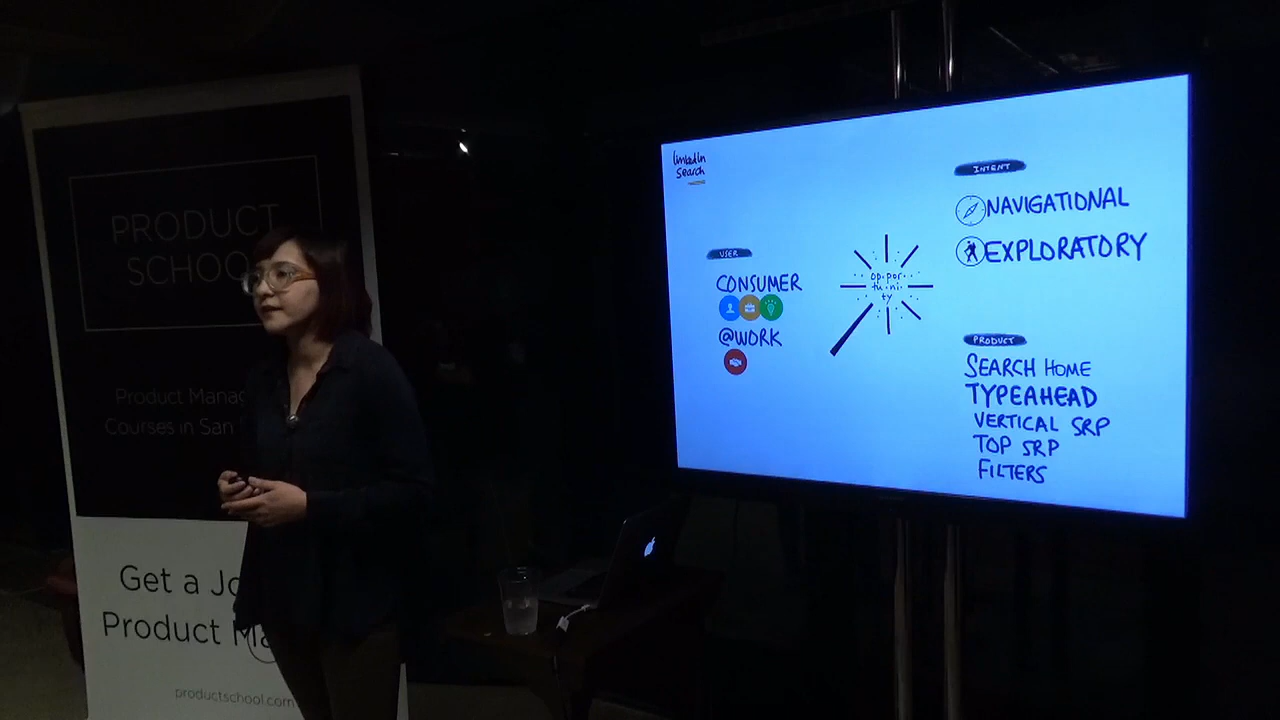 PRODUCT
SCHOO
Product Manag
Courses in San
Get a Jo
Product Ma
productschool.com
LinkedIn
Search
USER
CONSUMER
@WORK
op·por·
tu·ni·
ty
INTENT
NAVIGATIONAL
EXPLORATORY
PRODUCT
SEARCH HOME
TYPEAHEAD
VERTICAL SRP
TOP SRP
FILTERS